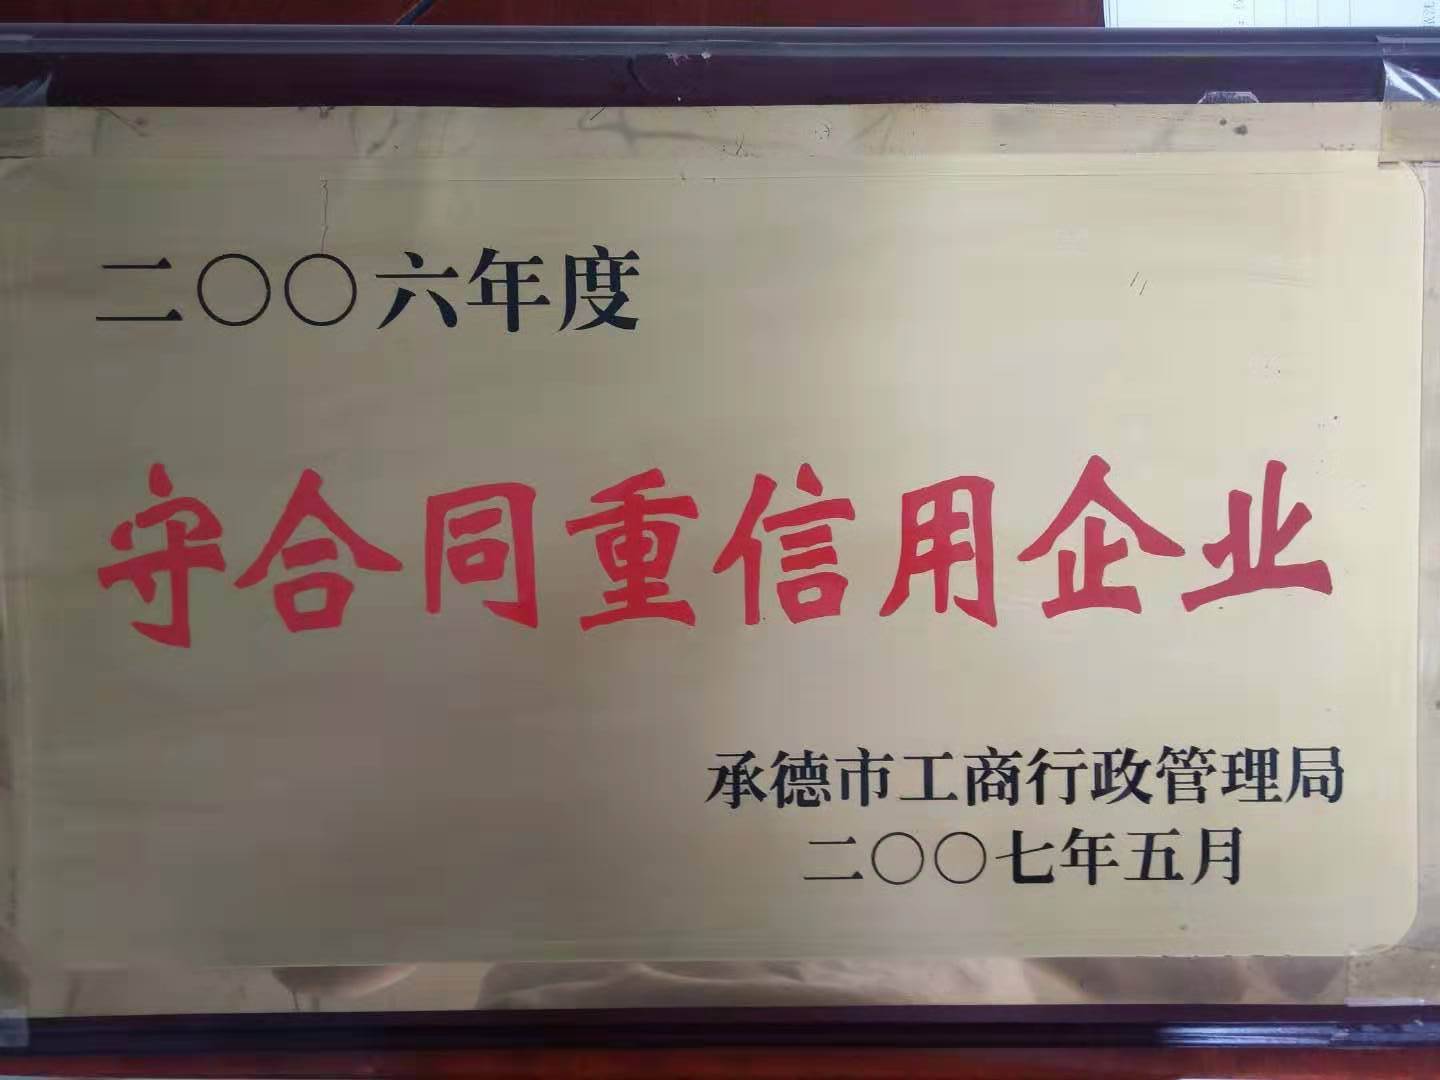 二〇〇六年度
守合同重信用企业
承德市工商行政管理局
二〇〇七年五月